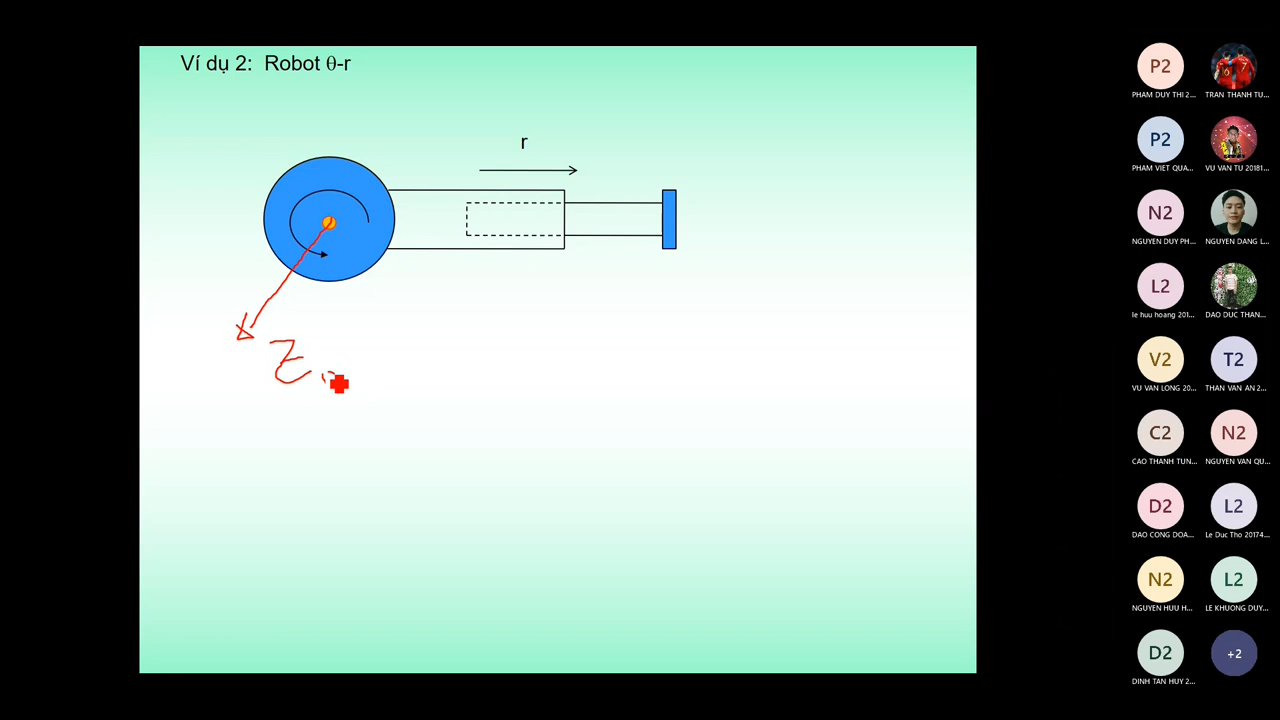 Ví dụ 2: Robot θ-r
r
Z
P2
PHAM DUY THI 2...
TRAN THANH TU...
P2
PHAM VIET QUA...
VU VAN TU 20181...
N2
NGUYEN DUY PH...
NGUYEN DANG L...
L2
le huu hoang 201...
DAO DUC THAN...
V2
VU VAN LONG 20...
T2
THAN VAN AN 2...
C2
CAO THANH TUN...
N2
NGUYEN VAN QU...
D2
DAO CONG DOA...
L2
Le Duc Tho 20174...
N2
NGUYEN HUU H...
L2
LE KHUONG DUY...
D2
DINH TAN HUY 2...
+2